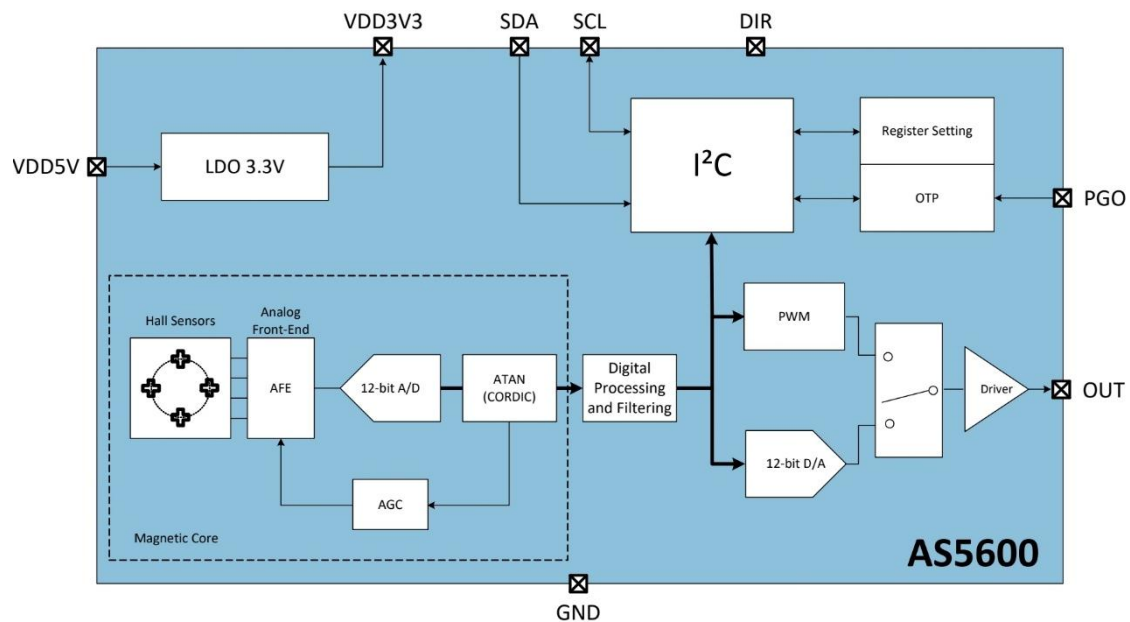 VDD3V3
SDA
SCL
DIR
VDD5V
LDO 3.3V
I²C
Register Setting
OTP
PGO
Hall Sensors
Analog
Front-End
AFE
12-bit A/D
ATAN
(CORDIC)
AGC
Magnetic Core
Digital
Processing
and Filtering
PWM
12-bit D/A
Driver
OUT
AS5600
GND